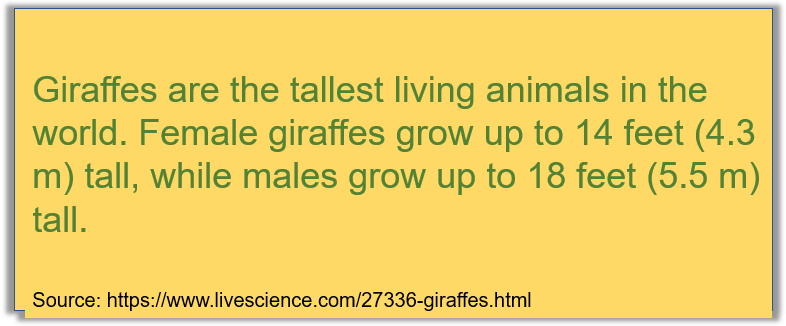 Giraffes are the tallest living animals in the
world. Female giraffes grow up to 14 feet (4.3
m) tall, while males grow up to 18 feet (5.5 m)
tall.
Source: https://www.livescience.com/27336-giraffes.html